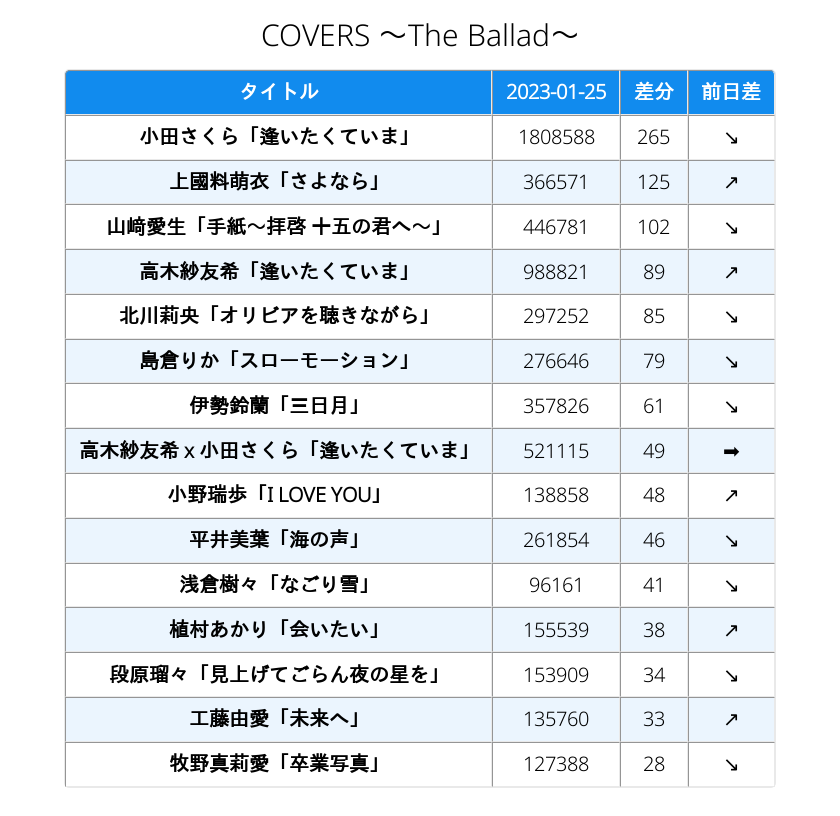 COVERS 〜The Ballad〜
タイトル 2023-01-25 差分 前日差
小田さくら「逢いたくていま」 1808588 265 ↘
上國料萌衣「さよなら」 366571 125 ↗
山﨑愛生「手紙〜拝啓 十五の君へ〜」 446781 102 ↘
高木紗友希「逢いたくていま」 988821 89 ↗
北川莉央「オリビアを聴きながら」 297252 85 ↘
島倉りか「スローモーション」 276646 79 ↘
伊勢鈴蘭「三日月」 357826 61 ↘
高木紗友希 x 小田さくら「逢いたくていま」 521115 49 ➡
小野瑞歩「I LOVE YOU」 138858 48 ↗
平井美葉「海の声」 261854 46 ↘
浅倉樹々「なごり雪」 96161 41 ↘
植村あかり「会いたい」 155539 38 ↗
段原瑠々「見上げてごらん夜の星を」 153909 34 ↘
工藤由愛「未来へ」 135760 33 ↗
牧野真莉愛「卒業写真」 127388 28 ↘